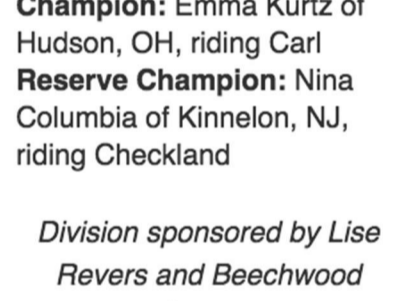 Champion: Emma Kurtz of
Hudson, OH, riding Carl
Reserve Champion: Nina
Columbia of Kinnelon, NJ,
riding Checkland
Division sponsored by Lise
Revers and Beechwood